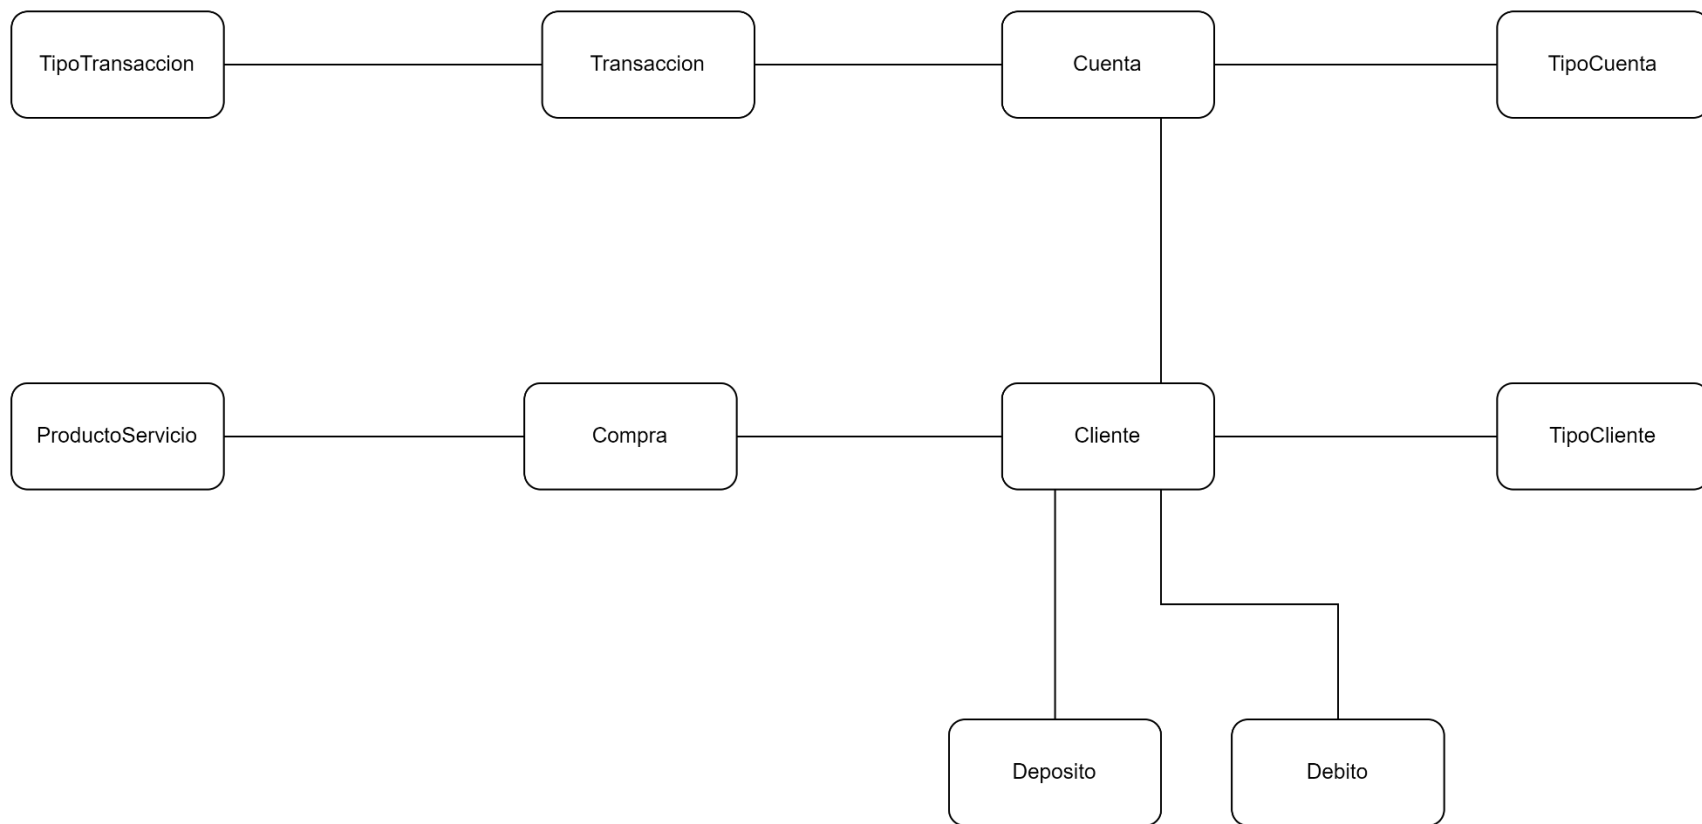 TipoTransaccion
Transaccion
Cuenta
TipoCuenta
ProductoServicio
Compra
Cliente
TipoCliente
Deposito
Debito